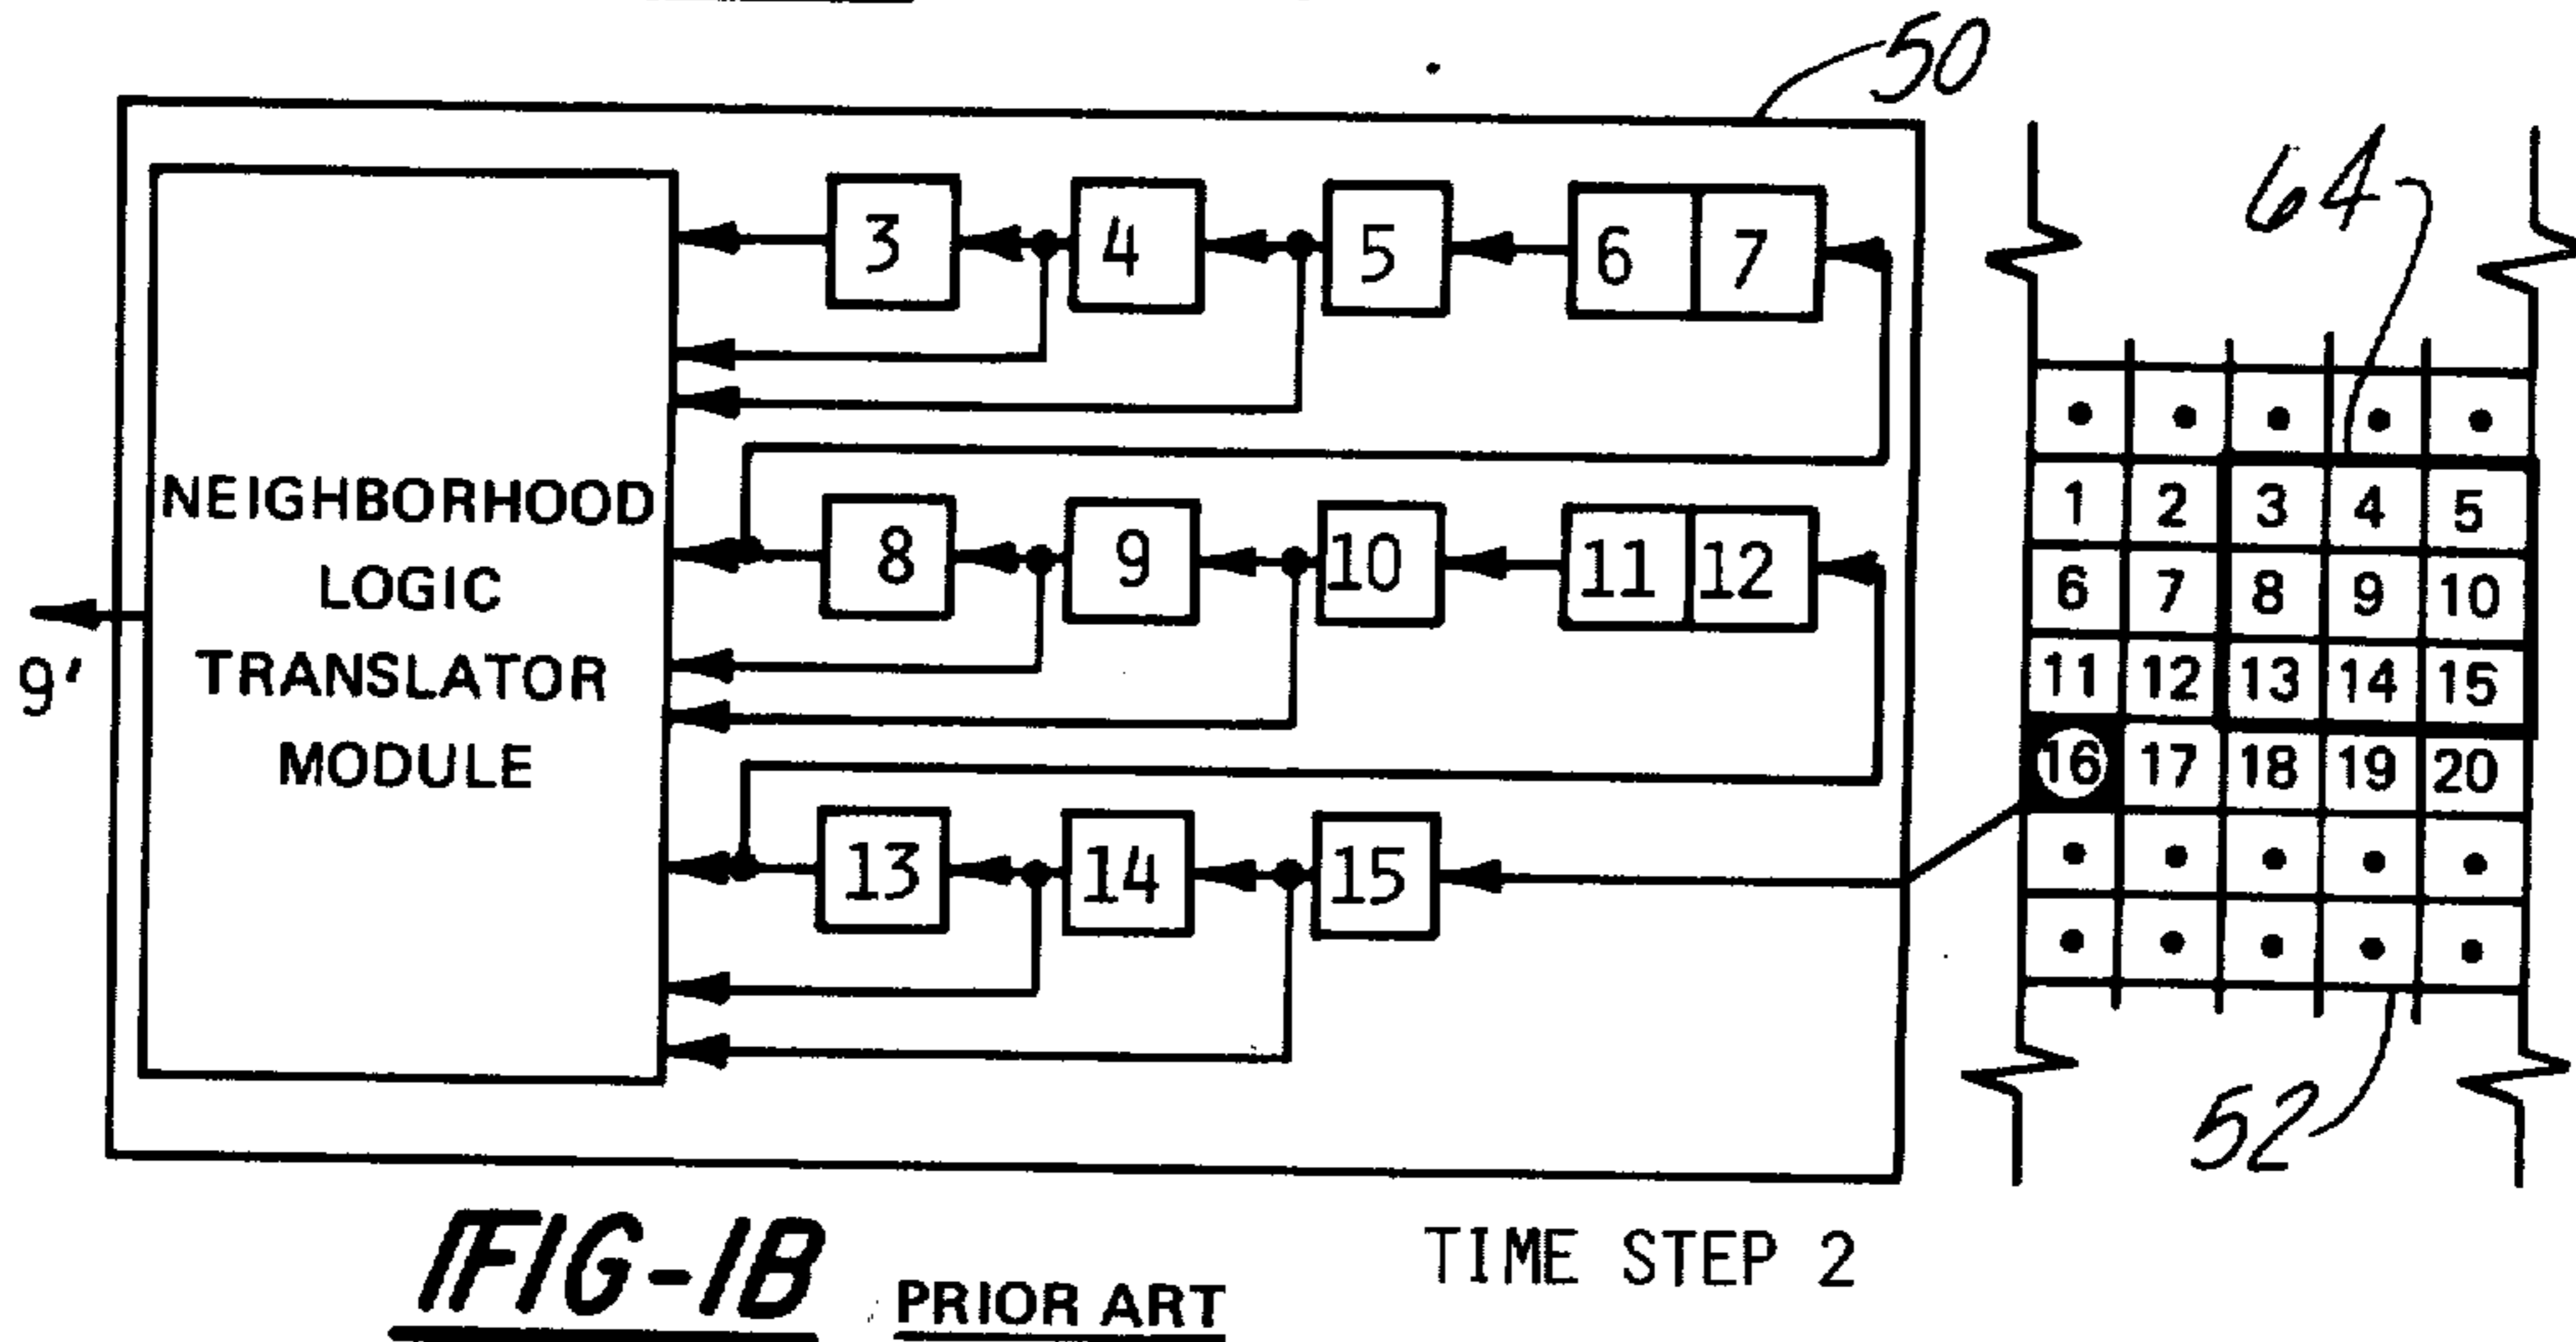 50
64
3 4 5 6 7
NEIGHBORHOOD
LOGIC
TRANSLATOR
MODULE
8 9 10 11 12
9'
13 14 15
1 2 3 4 5
6 7 8 9 10
11 12 13 14 15
16 17 18 19 20
52
FIG-1B PRIOR ART
TIME STEP 2